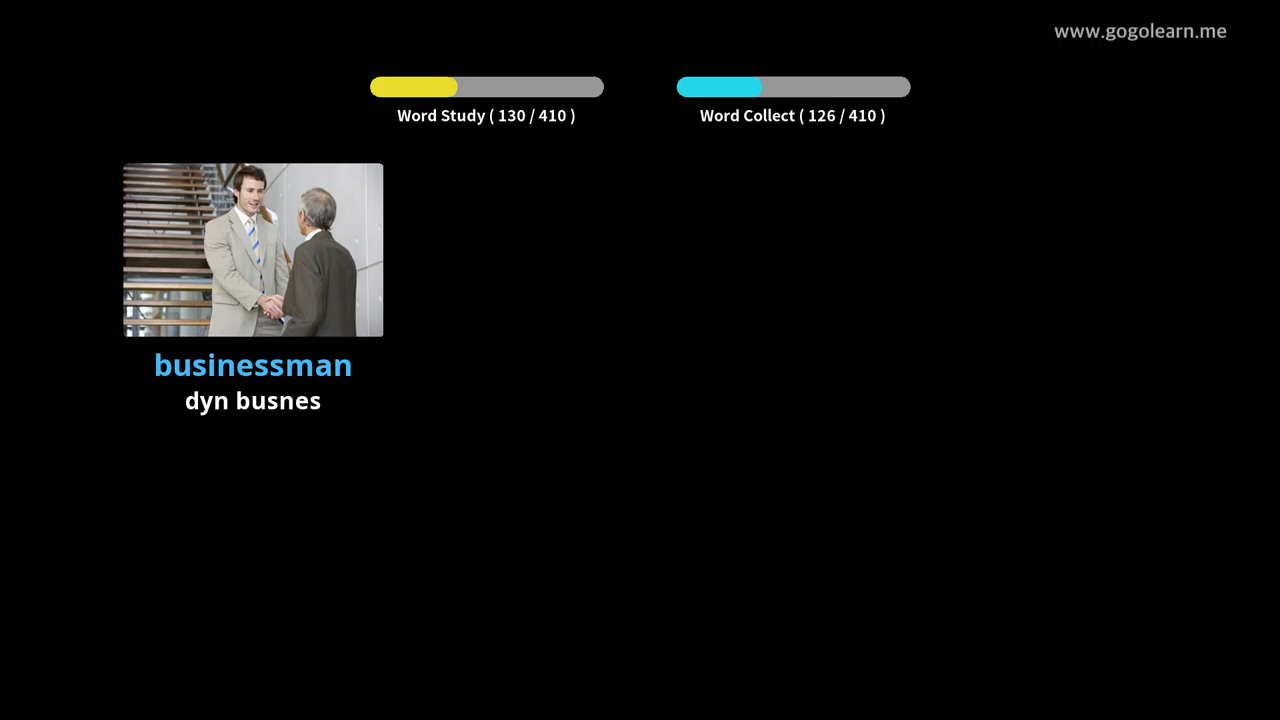 www.gogolearn.me
Word Study ( 130 / 410 )
Word Collect ( 126 / 410 )
businessman
dyn busnes